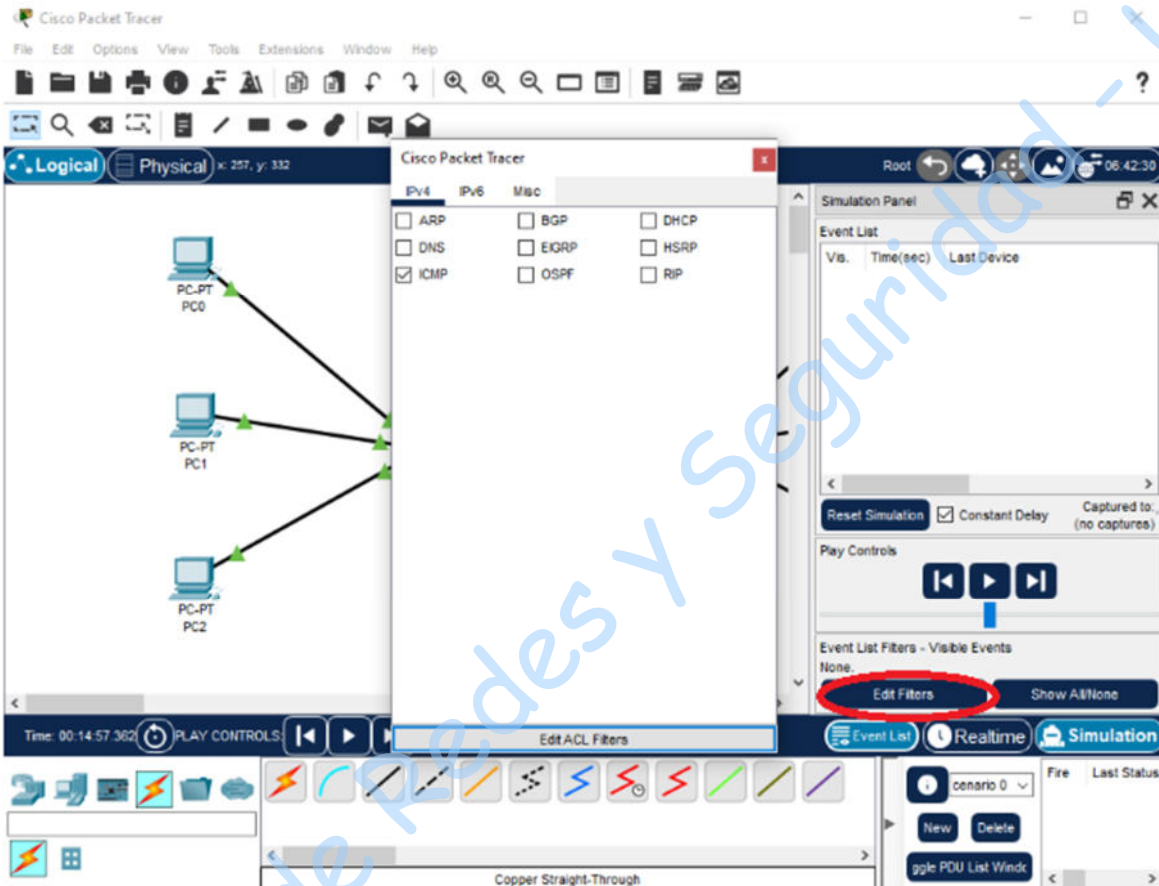 Cisco Packet Tracer
File Edit Options View Tools Extensions Window Help
?
Logical Physical x: 257, y: 332
Root 06:42:30
Cisco Packet Tracer x
IPv4 IPv6 Misc
ARP BGP DHCP
DNS EIGRP HSRP
ICMP OSPF RIP
Edit ACL Filters
PC-PT
PC0
PC-PT
PC1
PC-PT
PC2
Simulation Panel
Event List
Vis. Time(sec) Last Device
Reset Simulation Constant Delay
Captured to:
(no captures)
Play Controls
Event List Filters - Visible Events
None.
Edit Filters Show All/None
Time: 00:14:57.362 PLAY CONTROLS:
Event List Realtime Simulation
cenario 0
Fire Last Status
New Delete
ggle PDU List Windc
Copper Straight-Through
de Redes y Seguridad -